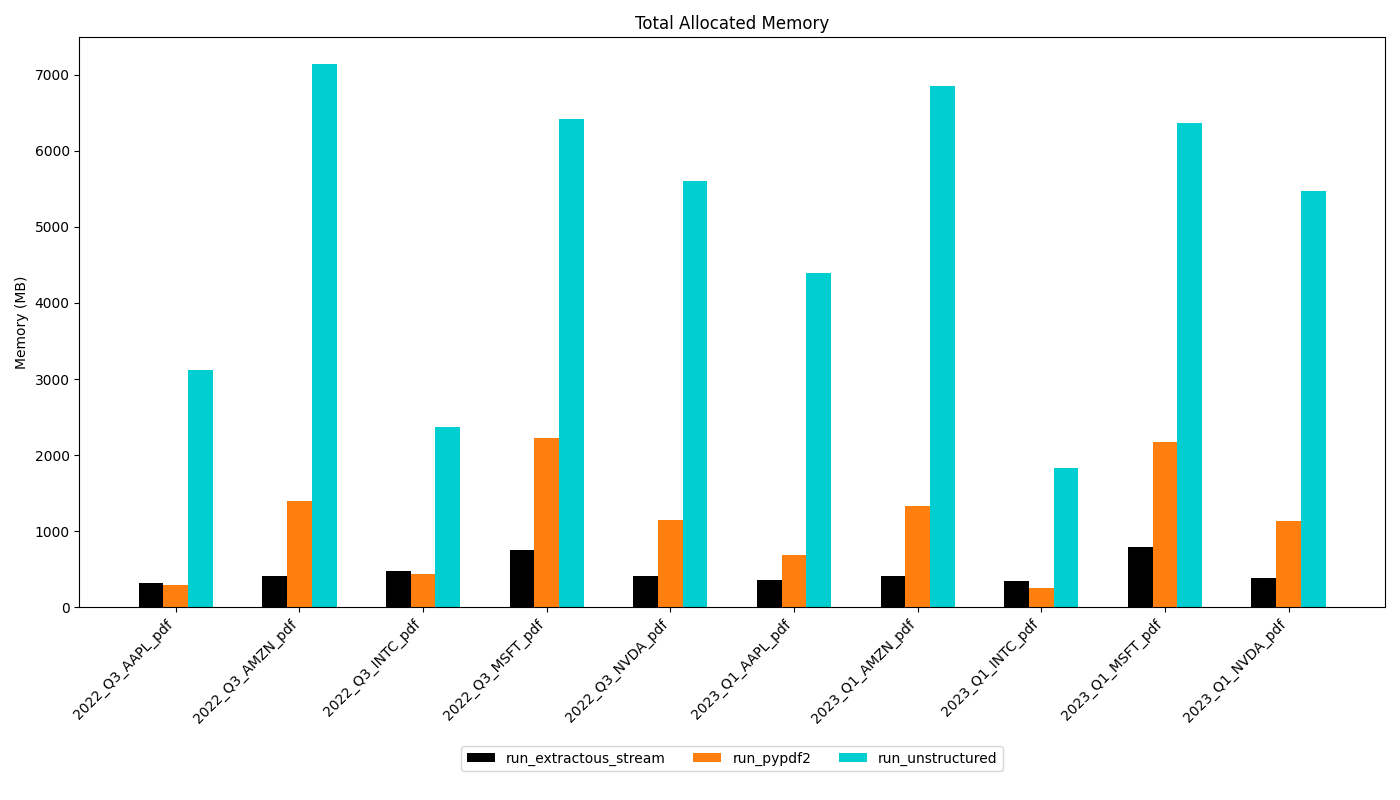 Total Allocated Memory
Memory (MB)
7000
6000
5000
4000
3000
2000
1000
0
2022_Q3_AAPL_pdf
2022_Q3_AMZN_pdf
2022_Q3_INTC_pdf
2022_Q3_MSFT_pdf
2022_Q3_NVDA_pdf
2023_Q1_AAPL_pdf
2023_Q1_AMZN_pdf
2023_Q1_INTC_pdf
2023_Q1_MSFT_pdf
2023_Q1_NVDA_pdf
run_extractous_stream run_pypdf2 run_unstructured